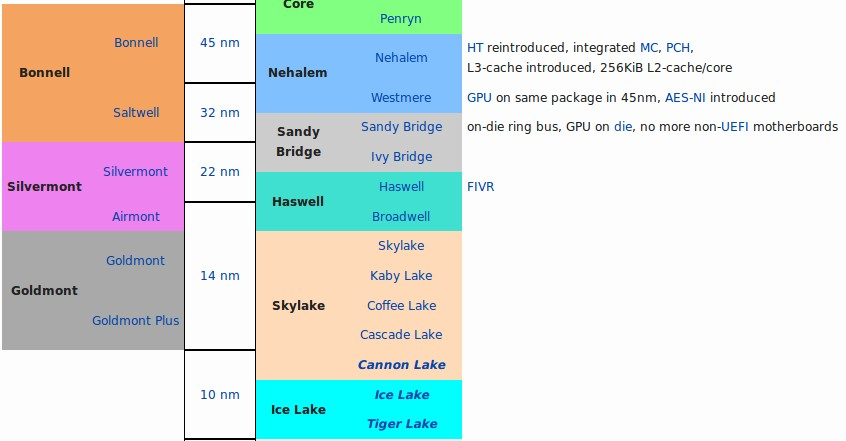 Core
Penryn
Bonnell
Bonnell
45 nm
Nehalem
Nehalem
HT reintroduced, integrated MC, PCH,
L3-cache introduced, 256KiB L2-cache/core
Westmere
GPU on same package in 45nm, AES-NI introduced
Saltwell
32 nm
Sandy
Bridge
Sandy Bridge
on-die ring bus, GPU on die, no more non-UEFI motherboards
Ivy Bridge
Silvermont
Silvermont
22 nm
Haswell
Haswell
FIVR
Airmont
Broadwell
Goldmont
Goldmont
14 nm
Skylake
Skylake
Kaby Lake
Goldmont Plus
Coffee Lake
Cascade Lake
Cannon Lake
10 nm
Ice Lake
Ice Lake
Tiger Lake